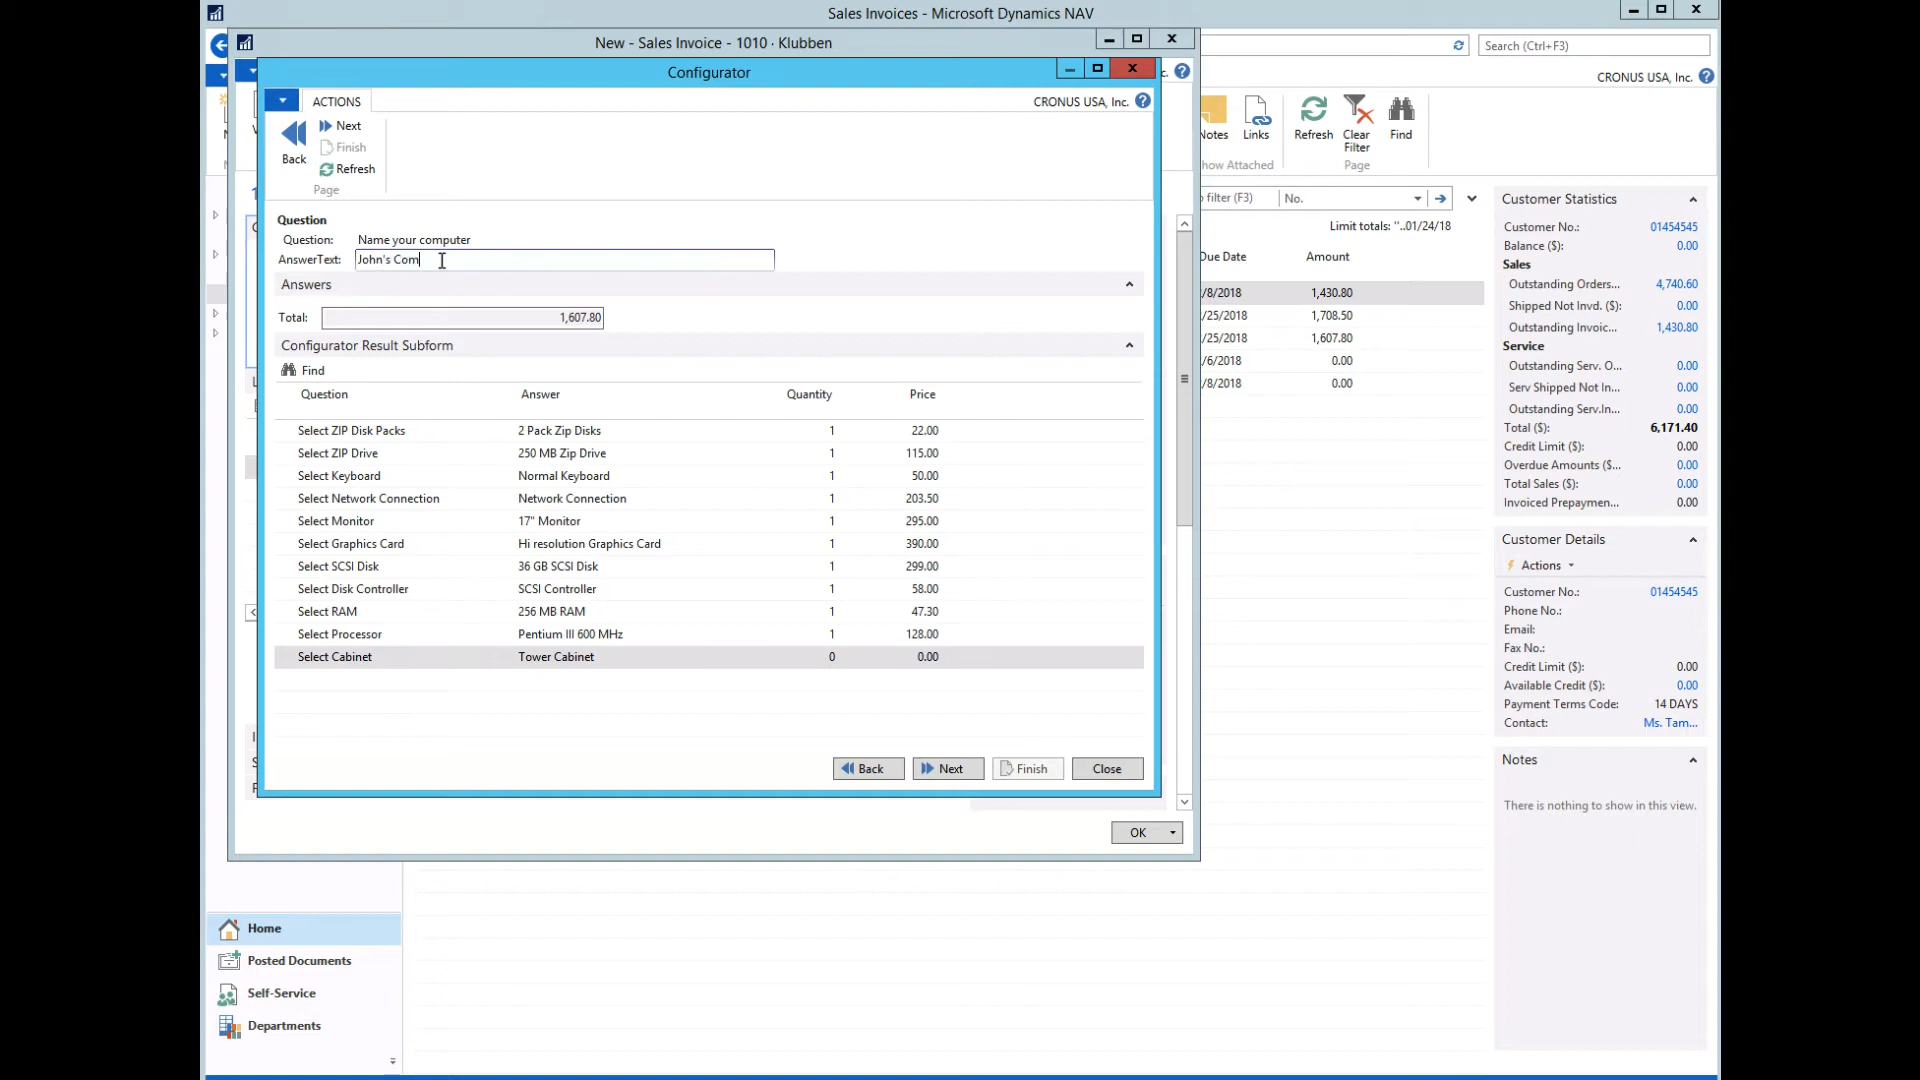 Sales Invoices - Microsoft Dynamics NAV
New - Sales Invoice - 1010 · Klubben
Search (Ctrl+F3)
Configurator
CRONUS USA, Inc.
ACTIONS
CRONUS USA, Inc.
Back
Next
Finish
Refresh
Page
Notes
Links
Show Attached
Refresh
Clear Filter
Find
Page
Question
Question: Name your computer
AnswerText: John's Com
Answers
Total: 1,607.80
Configurator Result Subform
Find
Question Answer Quantity Price
Select ZIP Disk Packs 2 Pack Zip Disks 1 22.00
Select ZIP Drive 250 MB Zip Drive 1 115.00
Select Keyboard Normal Keyboard 1 50.00
Select Network Connection Network Connection 1 203.50
Select Monitor 17" Monitor 1 295.00
Select Graphics Card Hi resolution Graphics Card 1 390.00
Select SCSI Disk 36 GB SCSI Disk 1 299.00
Select Disk Controller SCSI Controller 1 58.00
Select RAM 256 MB RAM 1 47.30
Select Processor Pentium III 600 MHz 1 128.00
Select Cabinet Tower Cabinet 0 0.00
Back Next Finish Close
OK
filter (F3) No.
Limit totals: ''..01/24/18
Due Date Amount
/8/2018 1,430.80
/25/2018 1,708.50
/25/2018 1,607.80
/6/2018 0.00
/8/2018 0.00
Customer Statistics
Customer No.: 01454545
Balance ($): 0.00
Sales
Outstanding Orders... 4,740.60
Shipped Not Invd. ($): 0.00
Outstanding Invoic... 1,430.80
Service
Outstanding Serv. O... 0.00
Serv Shipped Not In... 0.00
Outstanding Serv.In... 0.00
Total ($): 6,171.40
Credit Limit ($): 0.00
Overdue Amounts ($... 0.00
Total Sales ($): 0.00
Invoiced Prepaymen... 0.00
Customer Details
Actions
Customer No.: 01454545
Phone No.:
Email:
Fax No.:
Credit Limit ($): 0.00
Available Credit ($): 0.00
Payment Terms Code: 14 DAYS
Contact: Ms. Tam...
Notes
There is nothing to show in this view.
Home
Posted Documents
Self-Service
Departments